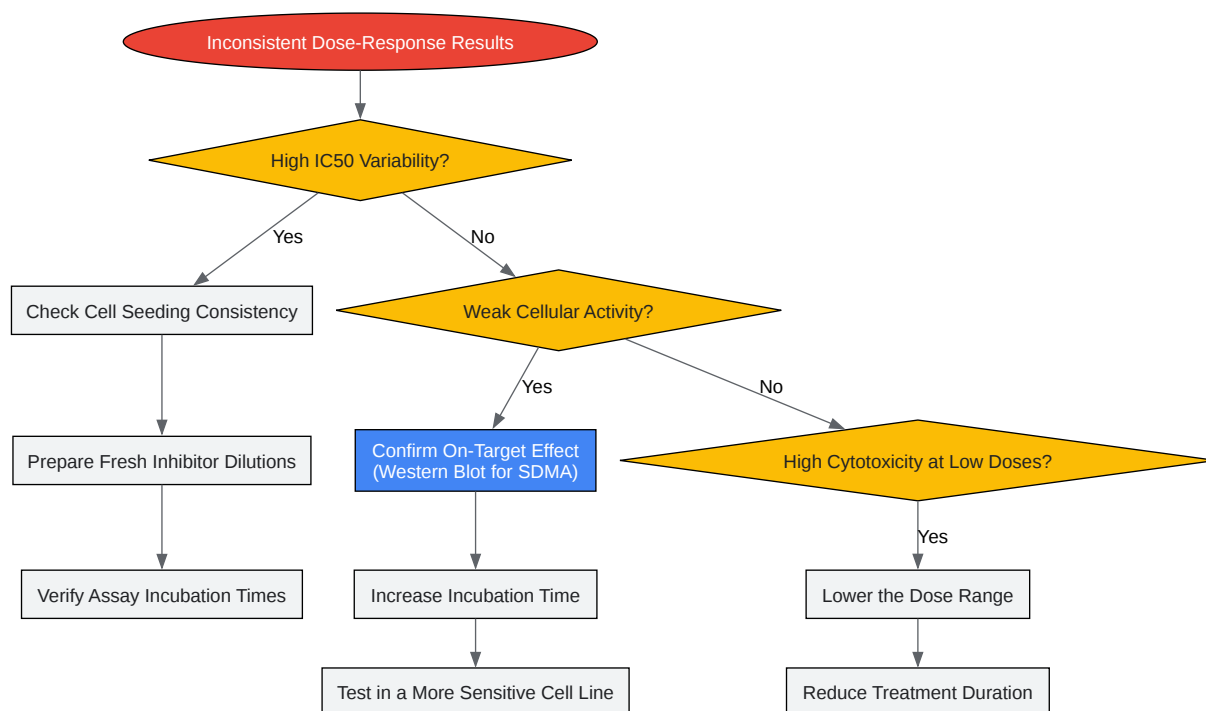 Inconsistent Dose-Response Results
High IC50 Variability?
Yes
No
Check Cell Seeding Consistency
Weak Cellular Activity?
Yes
No
Prepare Fresh Inhibitor Dilutions
Confirm On-Target Effect
(Western Blot for SDMA)
High Cytotoxicity at Low Doses?
Yes
Verify Assay Incubation Times
Increase Incubation Time
Lower the Dose Range
Test in a More Sensitive Cell Line
Reduce Treatment Duration